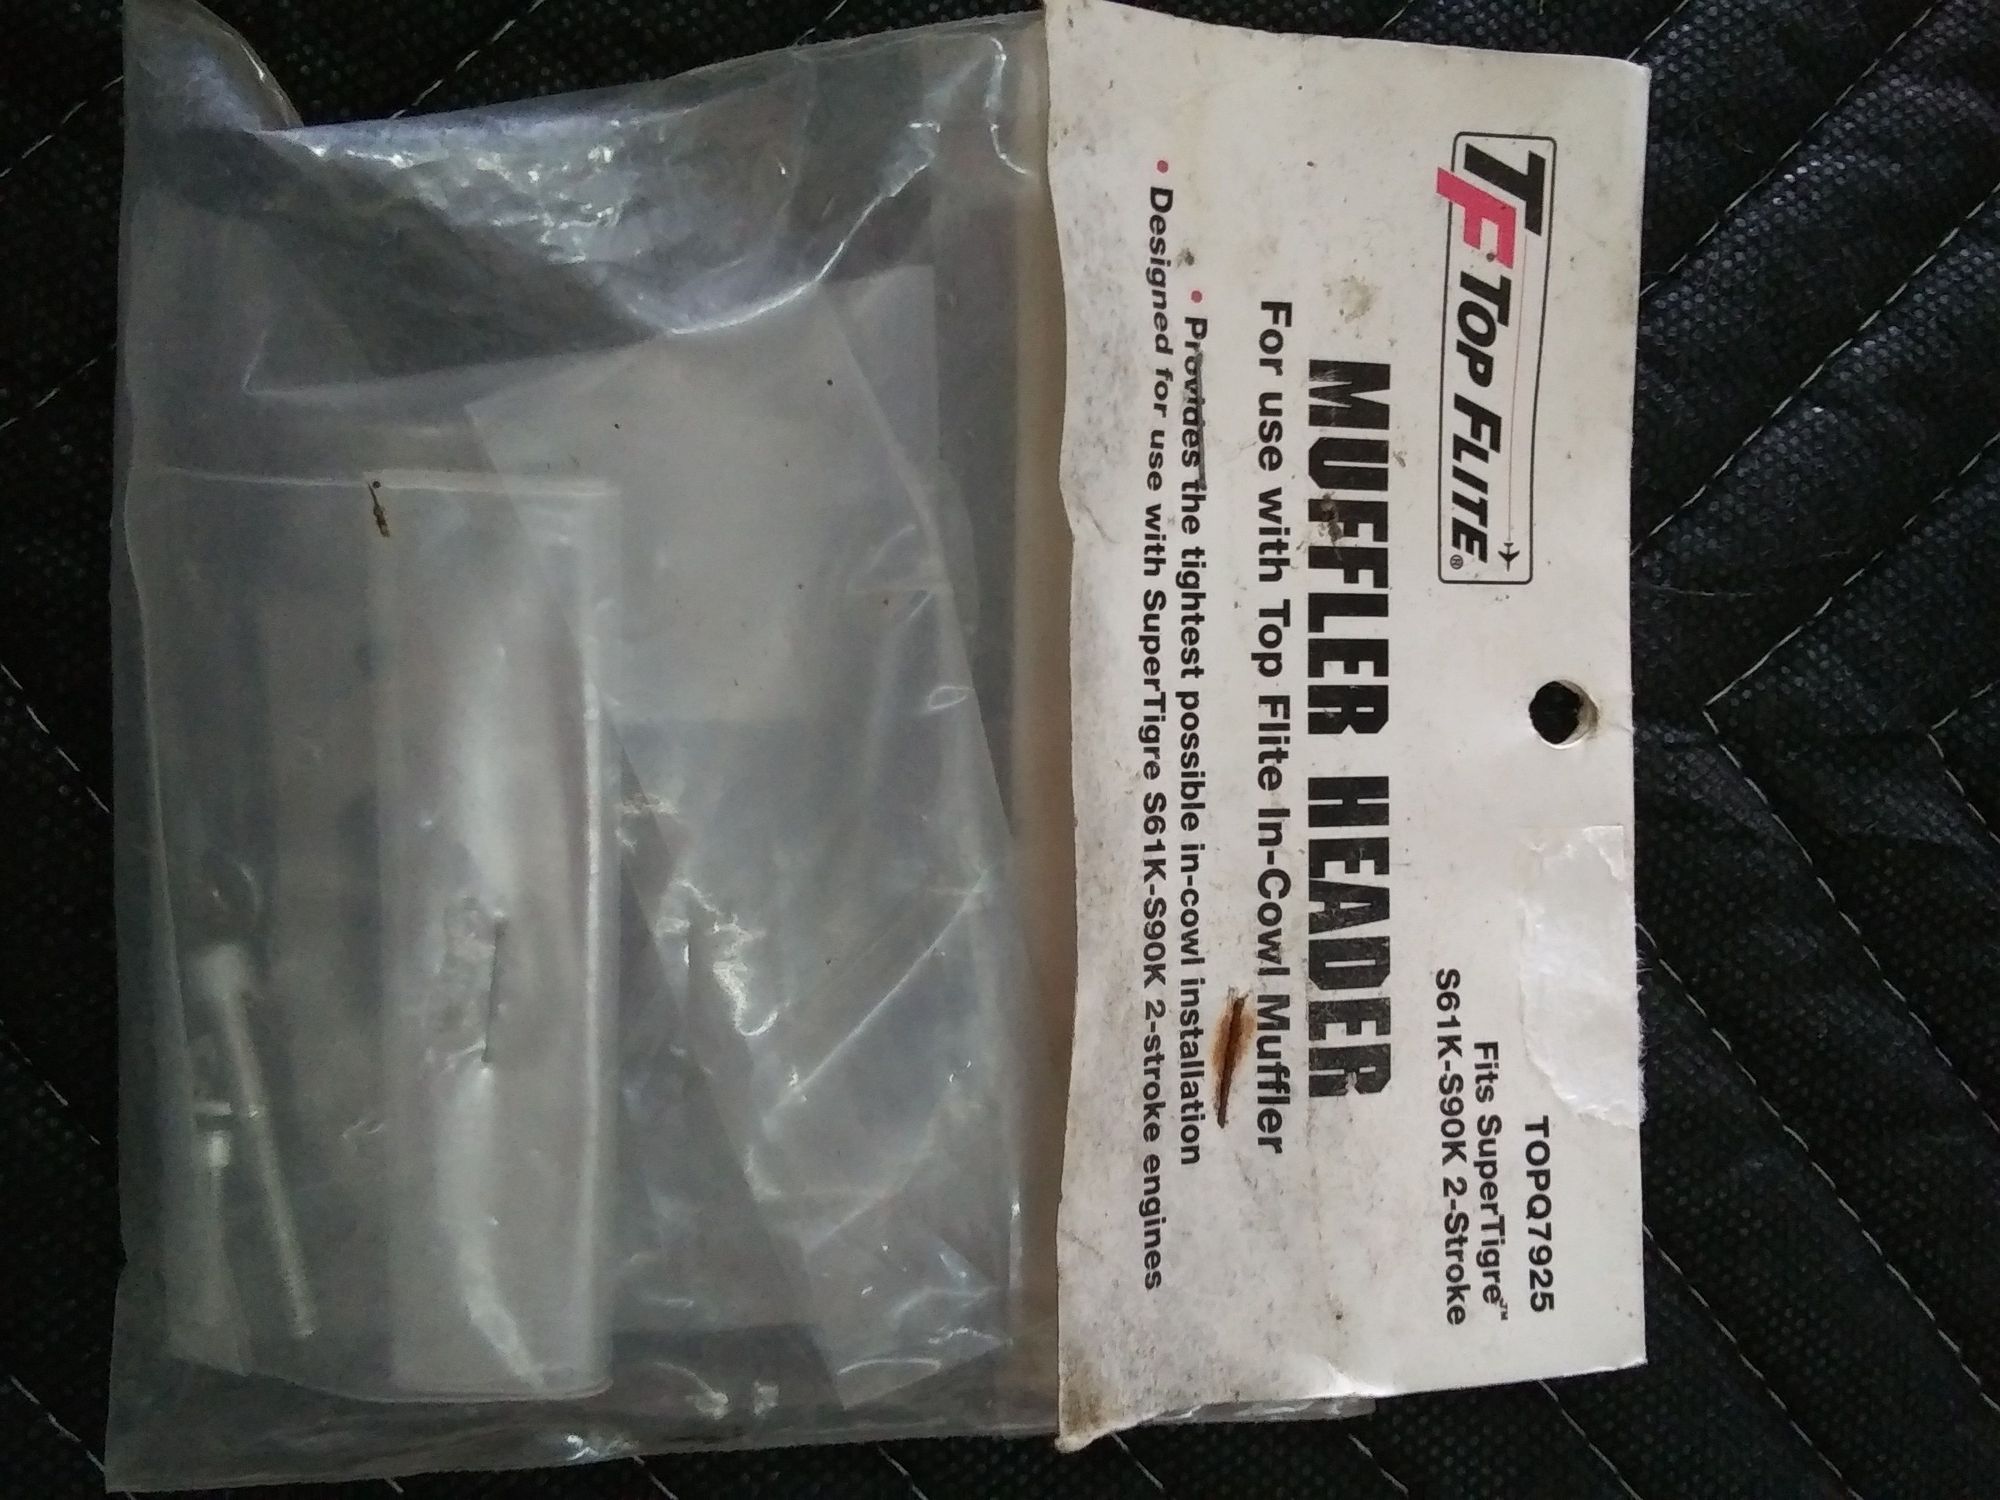 TF TOP FLITE®
TOPQ7925
Fits SuperTigre™
S61K-S90K 2-Stroke
MUFFLER HEADER
For use with Top Flite In-Cowl Muffler
• Provides the tightest possible in-cowl installation
• Designed for use with SuperTigre S61K-S90K 2-stroke engines